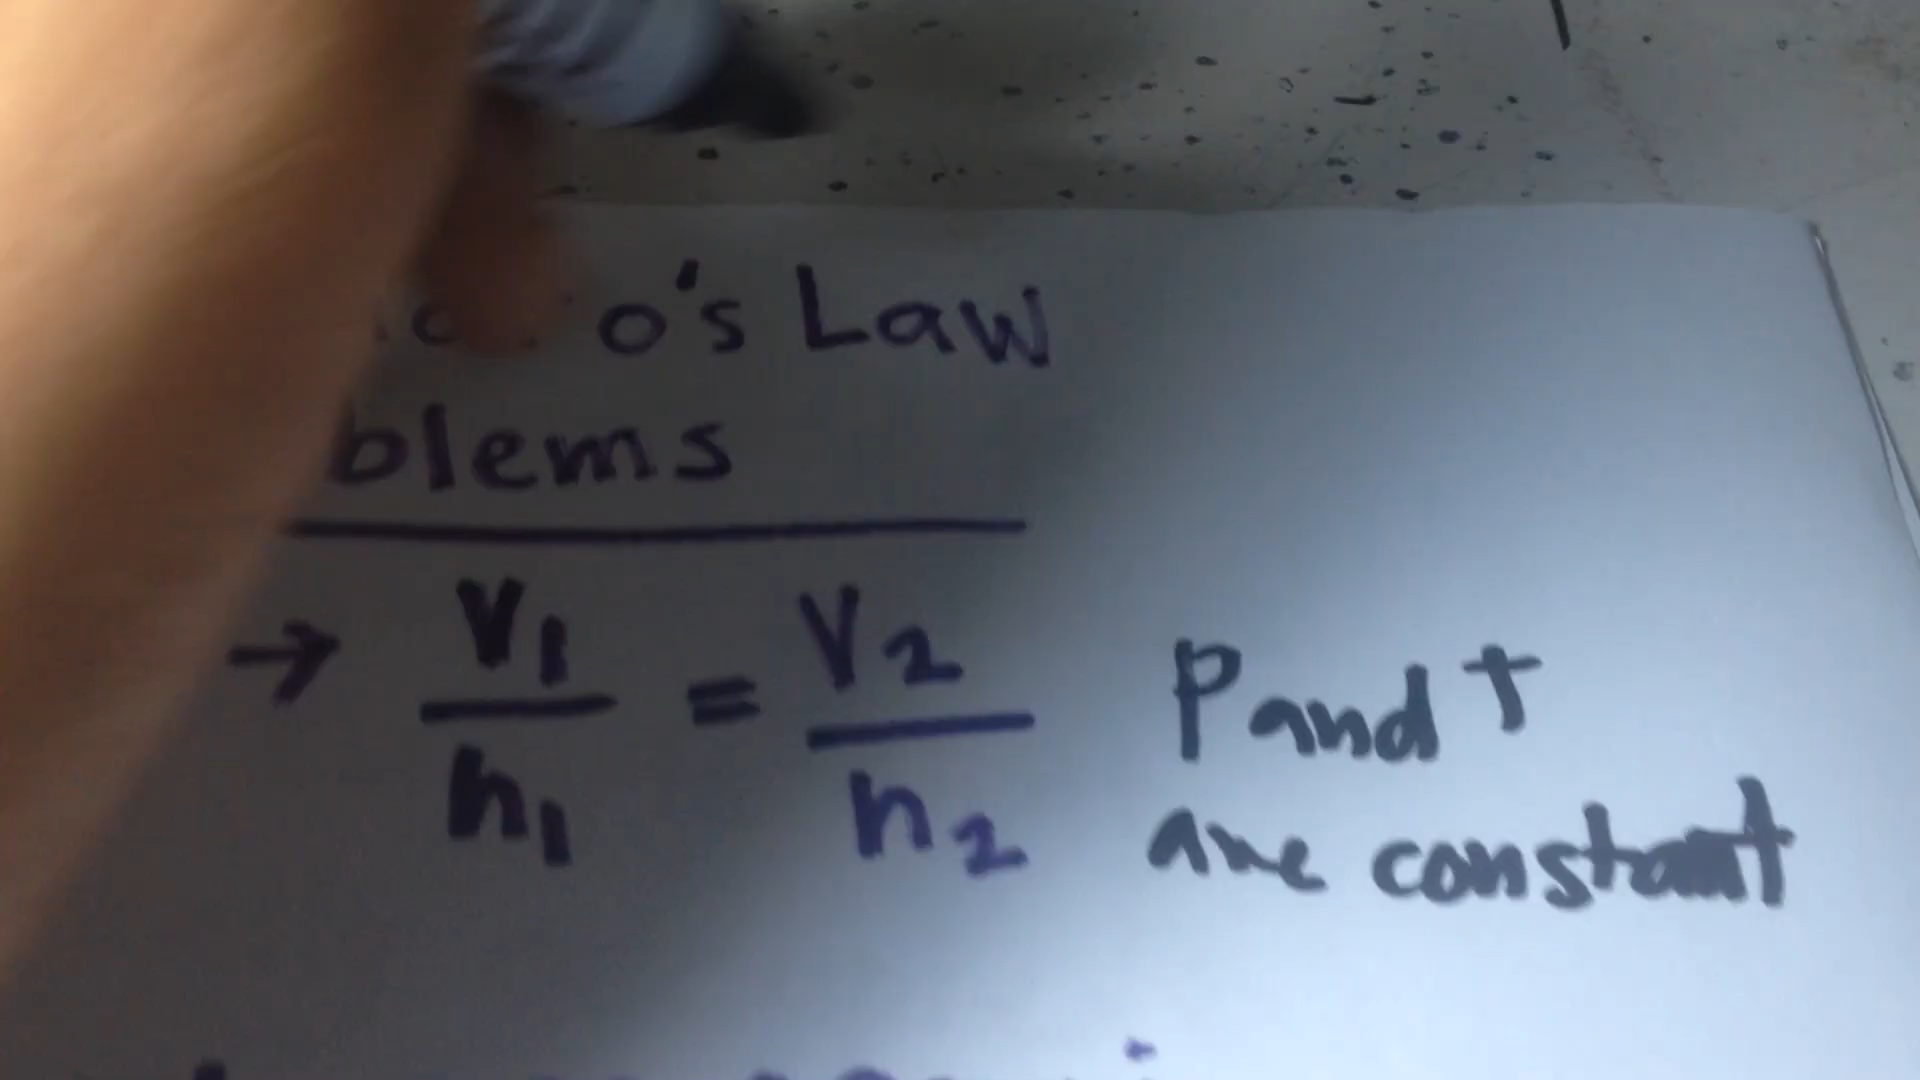 o's Law
blems
→ V1/n1 = V2/n2 P and t
are constant